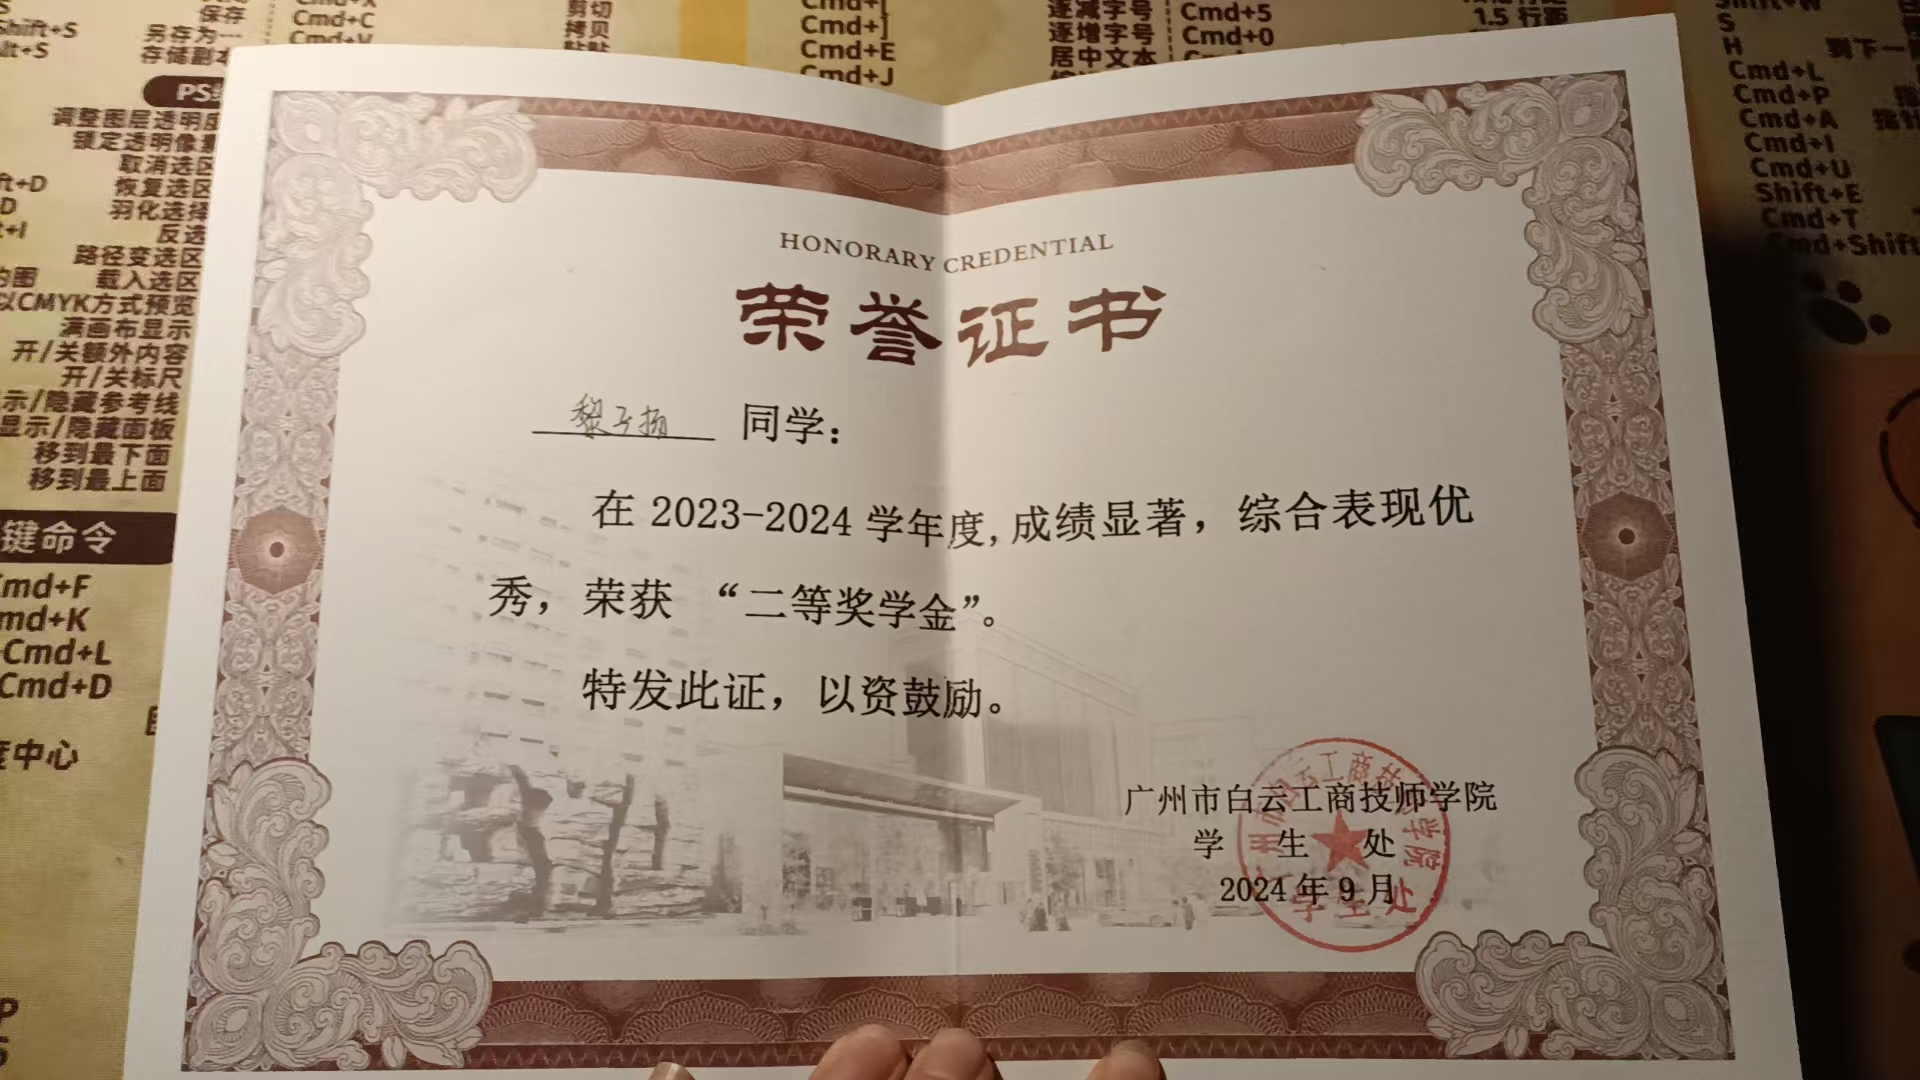 保存
Cmd+C
剪切
拷贝
Cmd+]
Cmd+E
Cmd+J
逐减字号
逐增字号
居中文本
Cmd+5
Cmd+0
1.5 行距
Shift+S
另存为…
存储副本
PS
调整图层透明度
锁定透明像素
取消选区
恢复选区
羽化选择
反选
路径变选区
的图 载入选区
以CMYK方式预览
满画布显示
开/关额外内容
开/关标尺
示/隐藏参考线
显示/隐藏面板
移到最下面
移到最上面
键命令
Cmd+F
Cmd+K
Cmd+L
Cmd+D
度中心
S
H 到下一
Cmd+L
Cmd+P
Cmd+A
Cmd+I
Cmd+U
Shift+E
Cmd+T
Cmd+Shift
HONORARY CREDENTIAL
荣誉证书
黎子扬 同学：
在 2023-2024 学年度, 成绩显著，综合表现优
秀，荣获 “二等奖学金”。
特发此证，以资鼓励。
广州市白云工商技师学院
学 生 处
2024 年 9 月
广州市白云工商技师学院
学生处